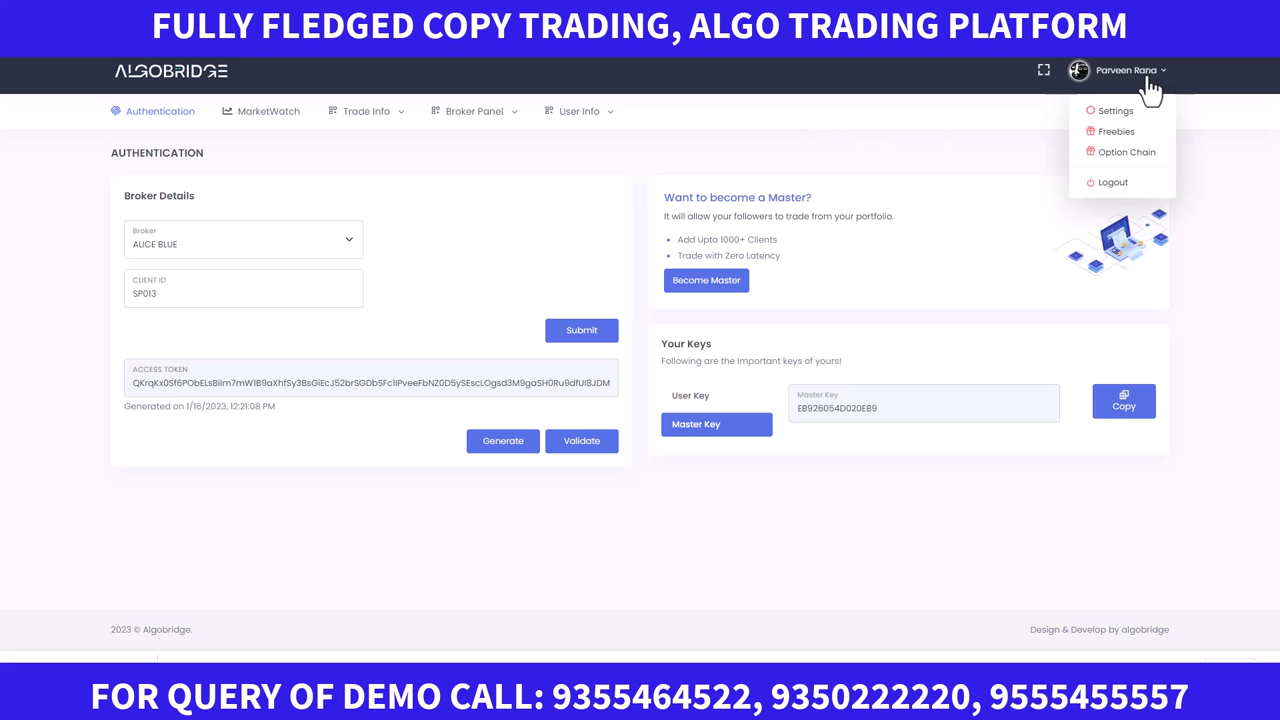 FULLY FLEDGED COPY TRADING, ALGO TRADING PLATFORM
ALGOBRIDGE
Parveen Rana
Authentication MarketWatch Trade Info Broker Panel User Info
Settings
Freebies
Option Chain
Logout
AUTHENTICATION
Broker Details
Broker
ALICE BLUE
CLIENT ID
SP013
Submit
ACCESS TOKEN
Generated on 1/16/2023, 12:21:08 PM
Generate Validate
Want to become a Master?
It will allow your followers to trade from your portfolio.
Add Upto 1000+ Clients
Trade with Zero Latency
Become Master
Your Keys
Following are the Important keys of yours!
User Key
Master Key
Master Key
EB926054D020EB9
Copy
2023 © Algobridge.
Design & Develop by algobridge
FOR QUERY OF DEMO CALL: 9355464522, 9350222220, 9555455557